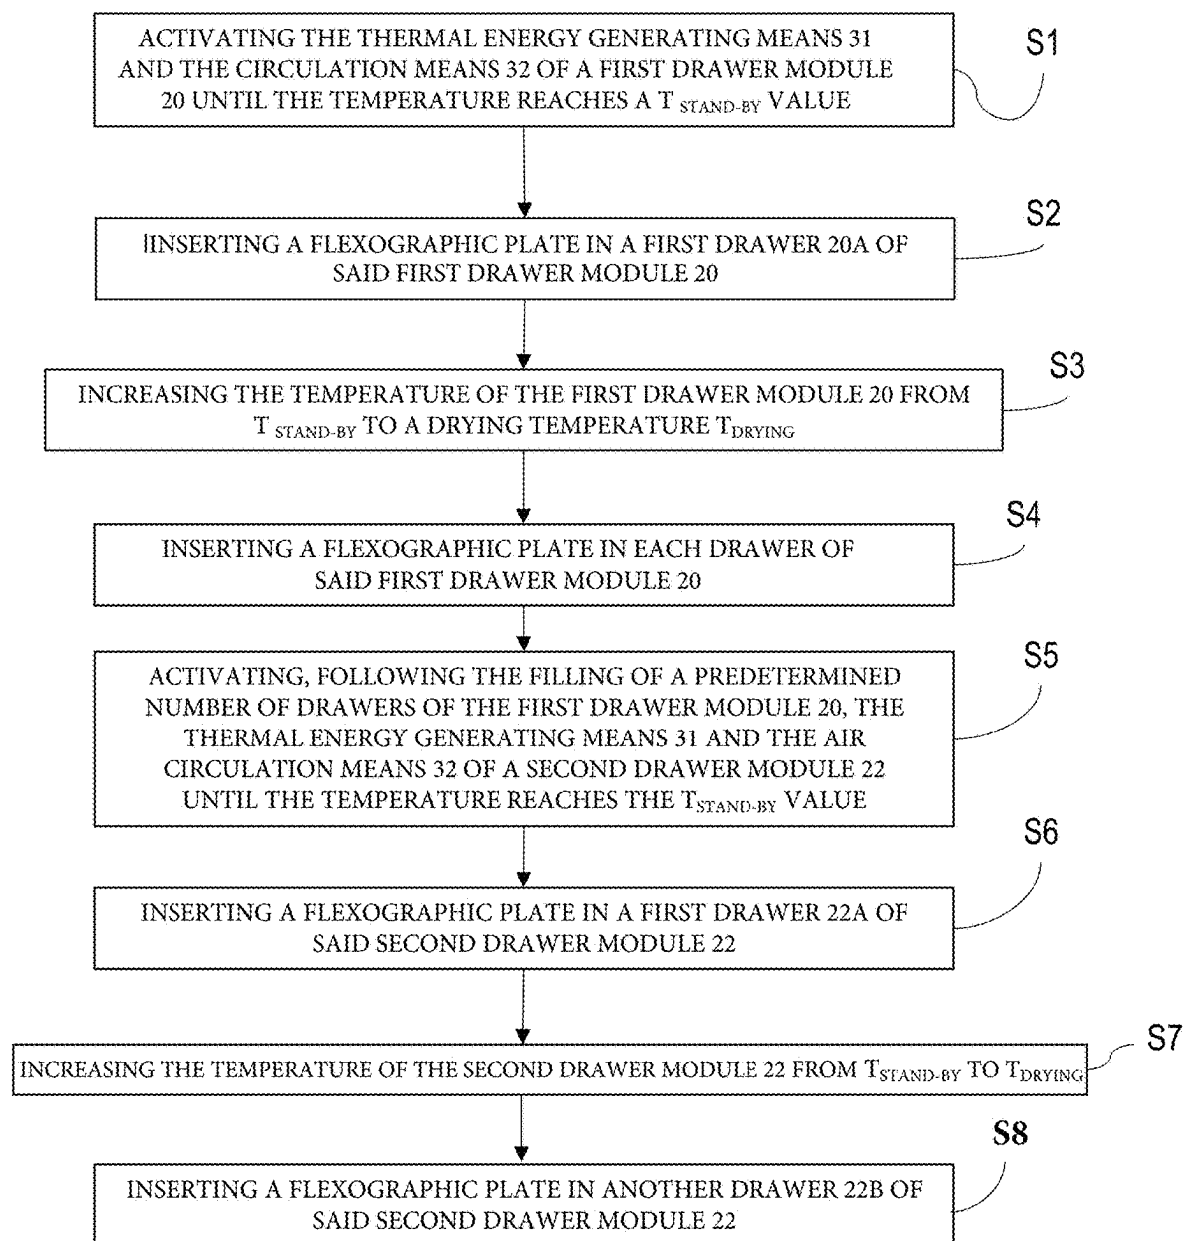 ACTIVATING THE THERMAL ENERGY GENERATING MEANS 31
AND THE CIRCULATION MEANS 32 OF A FIRST DRAWER MODULE
20 UNTIL THE TEMPERATURE REACHES A T STAND-BY VALUE
S1
IINSERTING A FLEXOGRAPHIC PLATE IN A FIRST DRAWER 20A OF
SAID FIRST DRAWER MODULE 20
S2
INCREASING THE TEMPERATURE OF THE FIRST DRAWER MODULE 20 FROM
T STAND-BY TO A DRYING TEMPERATURE TDRYING
S3
INSERTING A FLEXOGRAPHIC PLATE IN EACH DRAWER OF
SAID FIRST DRAWER MODULE 20
S4
ACTIVATING, FOLLOWING THE FILLING OF A PREDETERMINED
NUMBER OF DRAWERS OF THE FIRST DRAWER MODULE 20, THE
THERMAL ENERGY GENERATING MEANS 31 AND THE AIR
CIRCULATION MEANS 32 OF A SECOND DRAWER MODULE 22
UNTIL THE TEMPERATURE REACHES THE TSTAND-BY VALUE
S5
INSERTING A FLEXOGRAPHIC PLATE IN A FIRST DRAWER 22A OF
SAID SECOND DRAWER MODULE 22
S6
INCREASING THE TEMPERATURE OF THE SECOND DRAWER MODULE 22 FROM TSTAND-BY TO TDRYING
S7
INSERTING A FLEXOGRAPHIC PLATE IN ANOTHER DRAWER 22B OF
SAID SECOND DRAWER MODULE 22
S8